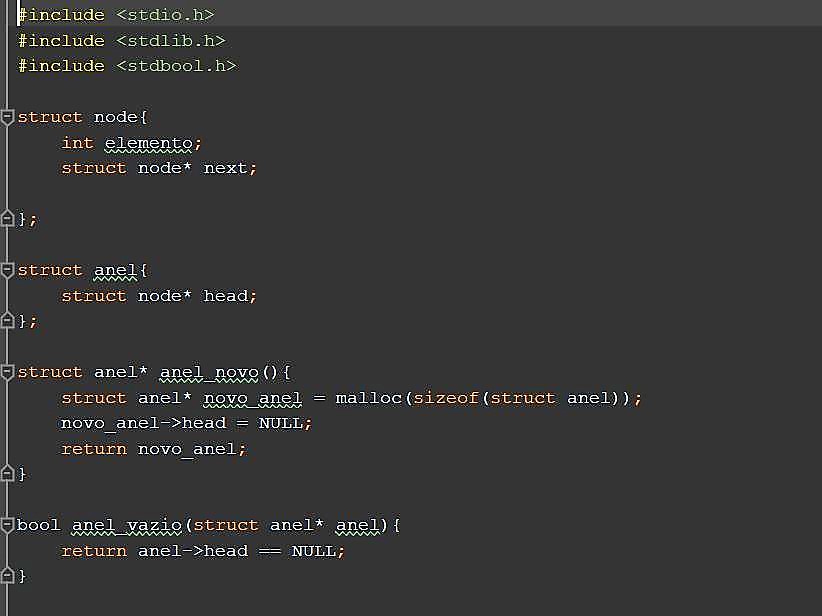 #include <stdio.h>
#include <stdlib.h>
#include <stdbool.h>
struct node{
    int elemento;
    struct node* next;
};
struct anel{
    struct node* head;
};
struct anel* anel_novo(){
    struct anel* novo_anel = malloc(sizeof(struct anel));
    novo_anel->head = NULL;
    return novo_anel;
}
bool anel_vazio(struct anel* anel){
    return anel->head == NULL;
}